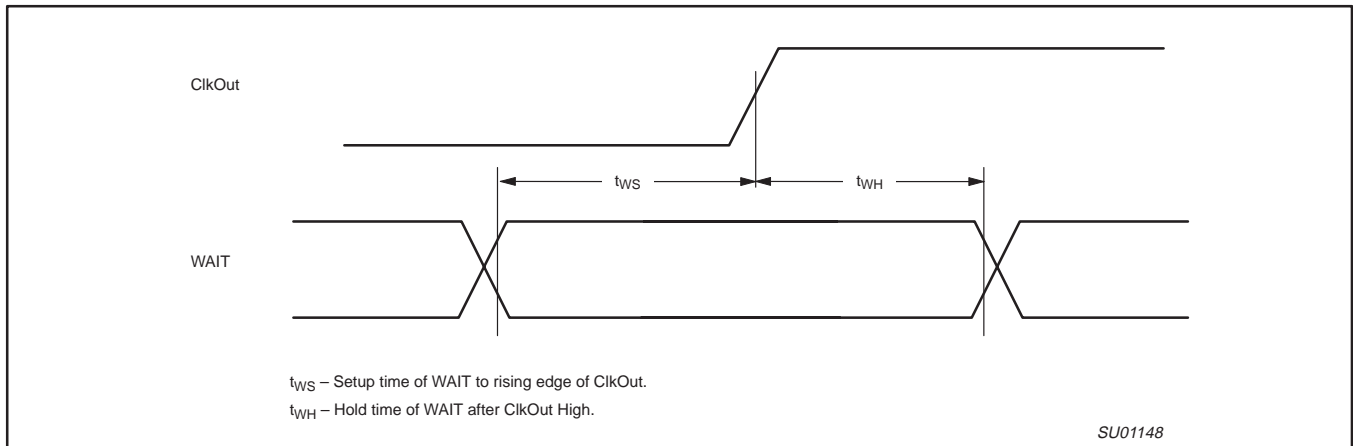 ClkOut
tWS
tWH
WAIT
tWS – Setup time of WAIT to rising edge of ClkOut.
tWH – Hold time of WAIT after ClkOut High.
SU01148